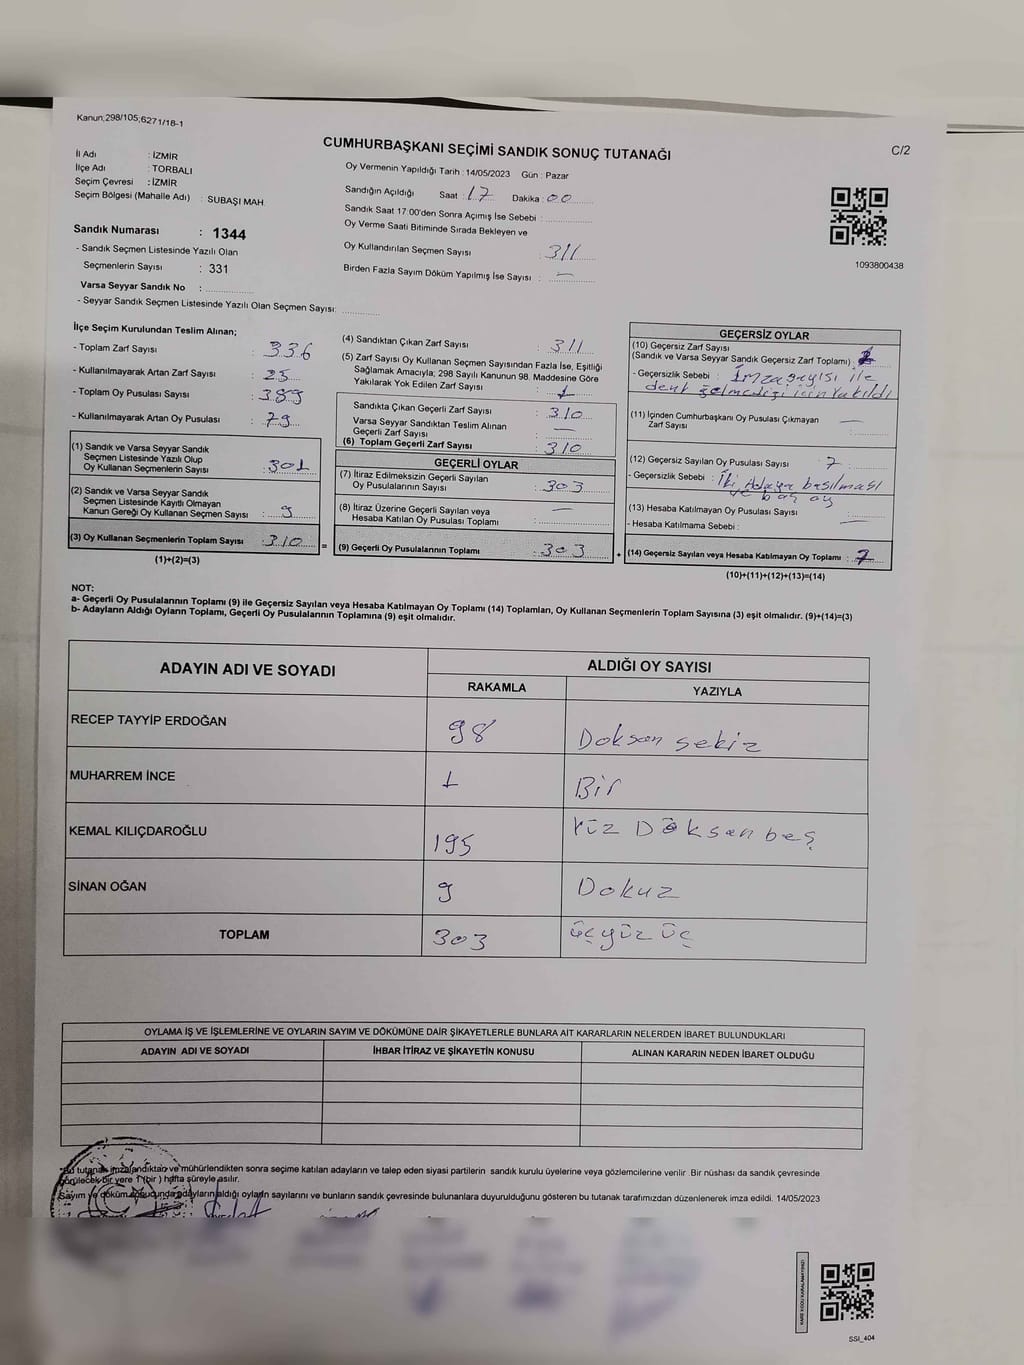 Kanun;298/105;6271/18-1
CUMHURBAŞKANI SEÇİMİ SANDIK SONUÇ TUTANAĞI
C/2
İl Adı : İZMİR
İlçe Adı : TORBALI
Seçim Çevresi : İZMİR
Seçim Bölgesi (Mahalle Adı) : SUBAŞI MAH.
Sandık Numarası : 1344
- Sandık Seçmen Listesinde Yazılı Olan
Seçmenlerin Sayısı : 331
Varsa Seyyar Sandık No :
- Seyyar Sandık Seçmen Listesinde Yazılı Olan Seçmen Sayısı:
Oy Vermenin Yapıldığı Tarih : 14/05/2023 Gün : Pazar
Sandığın Açıldığı Saat : 17 Dakika : 00
Sandık Saat 17:00'den Sonra Açımış İse Sebebi :
Oy Verme Saati Bitiminde Sırada Bekleyen ve
Oy Kullandırılan Seçmen Sayısı : 311
Birden Fazla Sayım Döküm Yapılmış İse Sayısı : —
1093800438
İlçe Seçim Kurulundan Teslim Alınan;
- Toplam Zarf Sayısı : 336
- Kullanılmayarak Artan Zarf Sayısı : 25
- Toplam Oy Pusulası Sayısı : 389
- Kullanılmayarak Artan Oy Pusulası : 79
(1) Sandık ve Varsa Seyyar Sandık
Seçmen Listesinde Yazılı Olup
Oy Kullanan Seçmenlerin Sayısı : 301
(2) Sandık ve Varsa Seyyar Sandık
Seçmen Listesinde Kayıtlı Olmayan
Kanun Gereği Oy Kullanan Seçmen Sayısı : 9
(3) Oy Kullanan Seçmenlerin Toplam Sayısı : 310
(1)+(2)=(3)
(4) Sandıktan Çıkan Zarf Sayısı : 311
(5) Zarf Sayısı Oy Kullanan Seçmen Sayısından Fazla İse, Eşitliği
Sağlamak Amacıyla; 298 Sayılı Kanunun 98. Maddesine Göre
Yakılarak Yok Edilen Zarf Sayısı : 1
Sandıkta Çıkan Geçerli Zarf Sayısı : 310
Varsa Seyyar Sandıktan Teslim Alınan
Geçerli Zarf Sayısı : —
(6) Toplam Geçerli Zarf Sayısı : 310
GEÇERLİ OYLAR
(7) İtiraz Edilmeksizin Geçerli Sayılan
Oy Pusulalarının Sayısı : 303
(8) İtiraz Üzerine Geçerli Sayılan veya
Hesaba Katılan Oy Pusulası Toplamı : —
= (9) Geçerli Oy Pusulalarının Toplamı : 303
GEÇERSİZ OYLAR
(10) Geçersiz Zarf Sayısı
(Sandık ve Varsa Seyyar Sandık Geçersiz Zarf Toplamı) :
- Geçersizlik Sebebi : İmza sayısı ile
denk gelmediği için Yakıldı
(11) İçinden Cumhurbaşkanı Oy Pusulası Çıkmayan
Zarf Sayısı : —
(12) Geçersiz Sayılan Oy Pusulası Sayısı : 7
- Geçersizlik Sebebi : İki adaya basılması
ve boş oy
(13) Hesaba Katılmayan Oy Pusulası Sayısı : —
- Hesaba Katılmama Sebebi : —
+ (14) Geçersiz Sayılan veya Hesaba Katılmayan Oy Toplamı : 7
(10)+(11)+(12)+(13)=(14)
NOT:
a- Geçerli Oy Pusulalarının Toplamı (9) ile Geçersiz Sayılan veya Hesaba Katılmayan Oy Toplamı (14) Toplamları, Oy Kullanan Seçmenlerin Toplam Sayısına (3) eşit olmalıdır. (9)+(14)=(3)
b- Adayların Aldığı Oyların Toplamı, Geçerli Oy Pusulalarının Toplamına (9) eşit olmalıdır.
ADAYIN ADI VE SOYADI
ALDIĞI OY SAYISI
RAKAMLA YAZIYLA
RECEP TAYYİP ERDOĞAN 98 Doksan sekiz
MUHARREM İNCE 1 Bir
KEMAL KILIÇDAROĞLU 195 Yüz Doksan beş
SİNAN OĞAN 9 Dokuz
TOPLAM 303 üçyüz üç
OYLAMA İŞ VE İŞLEMLERİNE VE OYLARIN SAYIM VE DÖKÜMÜNE DAİR ŞİKAYETLERLE BUNLARA AİT KARARLARIN NELERDEN İBARET BULUNDUKLARI
ADAYIN ADI VE SOYADI İHBAR İTİRAZ VE ŞİKAYETİN KONUSU ALINAN KARARIN NEDEN İBARET OLDUĞU
*Bu tutanak imzalandıktan ve mühürlendikten sonra seçime katılan adayların ve talep eden siyasi partilerin sandık kurulu üyelerine veya gözlemcilerine verilir. Bir nüshası da sandık çevresinde
görülecek bir yere 1 (bir ) hafta süreyle asılır.
Sayım ve döküm sonucunda adayların aldığı oyların sayılarını ve bunların sandık çevresinde bulunanlara duyurulduğunu gösteren bu tutanak tarafımızdan düzenlenerek imza edildi. 14/05/2023
KARE KODU KARALAMAYINIZ!
SSI_404